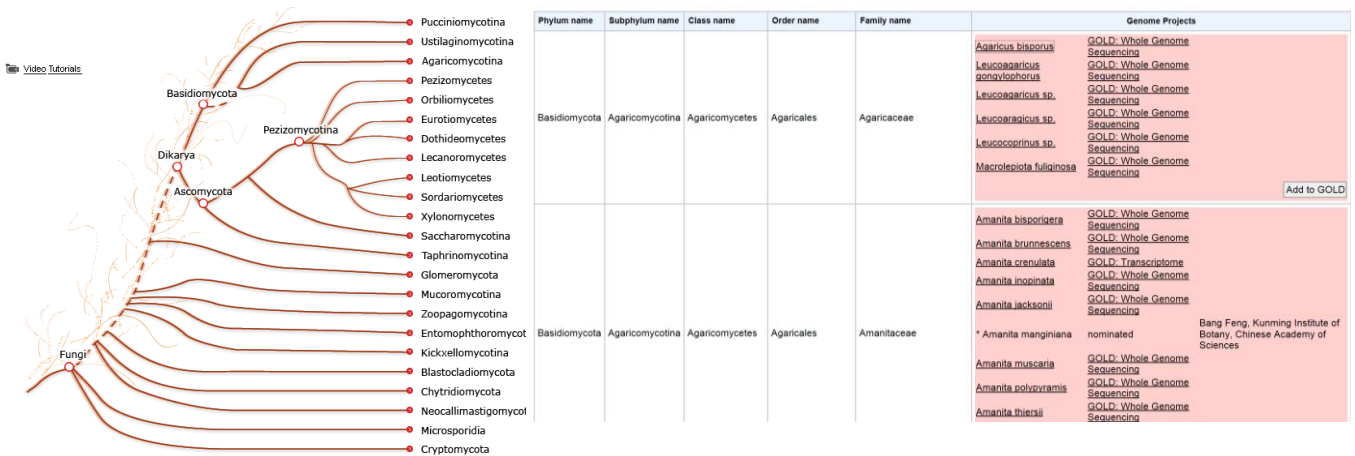 Video Tutorials
Pucciniomycotina
Ustilaginomycotina
Agaricomycotina
Basidiomycota
Pezizomycetes
Orbiliomycetes
Eurotiomycetes
Pezizomycotina
Dothideomycetes
Dikarya
Lecanoromycetes
Leotiomycetes
Ascomycota
Sordariomycetes
Xylonomycetes
Saccharomycotina
Taphrinomycotina
Glomeromycota
Mucoromycotina
Zoopagomycotina
Entomophthoromycot
Kickxellomycotina
Fungi
Blastocladiomycota
Chytridiomycota
Neocallimastigomycot
Microsporidia
Cryptomycota
Phylum name Subphylum name Class name Order name Family name Genome Projects
Basidiomycota Agaricomycotina Agaricomycetes Agaricales Agaricaceae
Agaricus bisporus GOLD: Whole Genome
Sequencing
Leucoagaricus GOLD: Whole Genome
gongylophorus Sequencing
Leucoagaricus sp. GOLD: Whole Genome
Sequencing
Leucoaragicus sp. GOLD: Whole Genome
Sequencing
Leucocoprinus sp. GOLD: Whole Genome
Sequencing
Macrolepiota fuliginosa GOLD: Whole Genome
Sequencing
Add to GOLD
Basidiomycota Agaricomycotina Agaricomycetes Agaricales Amanitaceae
Amanita bisporigera GOLD: Whole Genome
Sequencing
Amanita brunnescens GOLD: Whole Genome
Sequencing
Amanita crenulata GOLD: Transcriptome
Amanita inopinata GOLD: Whole Genome
Sequencing
Amanita jacksonii GOLD: Whole Genome
Sequencing
* Amanita manginiana nominated Bang Feng, Kunming Institute of
Botany, Chinese Academy of
Sciences
Amanita muscaria GOLD: Whole Genome
Sequencing
Amanita polypyramis GOLD: Whole Genome
Sequencing
Amanita thiersii GOLD: Whole Genome
Sequencing